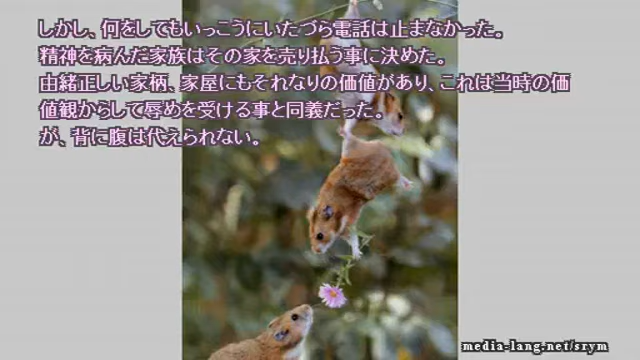 しかし、何をしてもいっこうにいたづら電話は止まなかった。
精神を病んだ家族はその家を売り払う事に決めた。
由緒正しい家柄、家屋にもそれなりの価値があり、これは当時の価
値観からして辱めを受ける事と同義だった。
が、背に腹は代えられない。
media-lang.net/srym